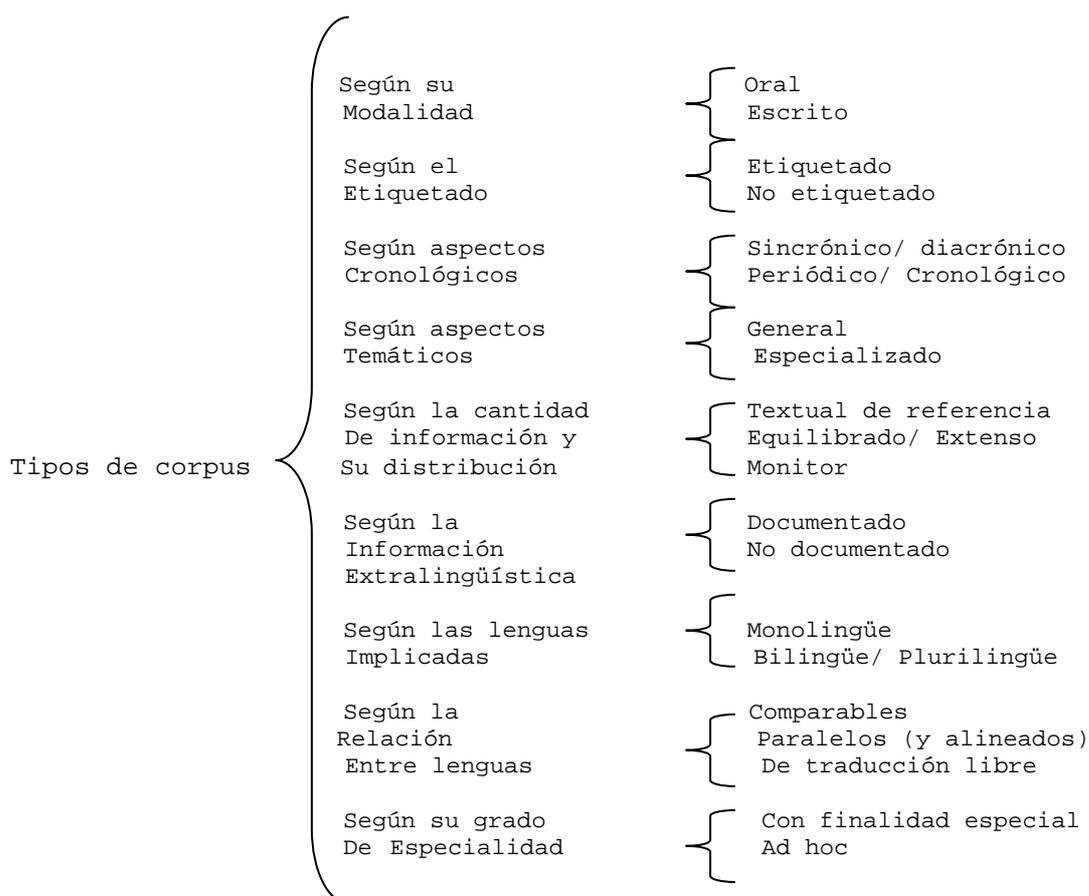 Según su
Modalidad
Oral
Escrito
Según el
Etiquetado
Etiquetado
No etiquetado
Según aspectos
Cronológicos
Sincrónico/ diacrónico
Periódico/ Cronológico
Según aspectos
Temáticos
General
Especializado
Según la cantidad
De información y
Su distribución
Textual de referencia
Equilibrado/ Extenso
Monitor
Tipos de corpus
Según la
Información
Extralingüística
Documentado
No documentado
Según las lenguas
Implicadas
Monolingüe
Bilingüe/ Plurilingüe
Según la
Relación
Entre lenguas
Comparables
Paralelos (y alineados)
De traducción libre
Según su grado
De Especialidad
Con finalidad especial
Ad hoc